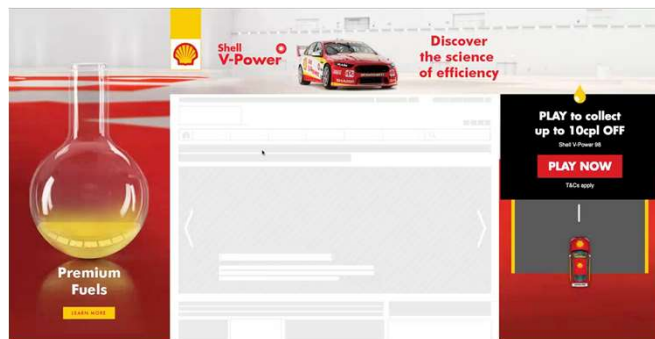 Shell
V-Power
Discover
the science
of efficiency
PLAY to collect
up to 10cpl OFF
Shell V-Power 98
PLAY NOW
T&Cs apply
Premium
Fuels
LEARN MORE